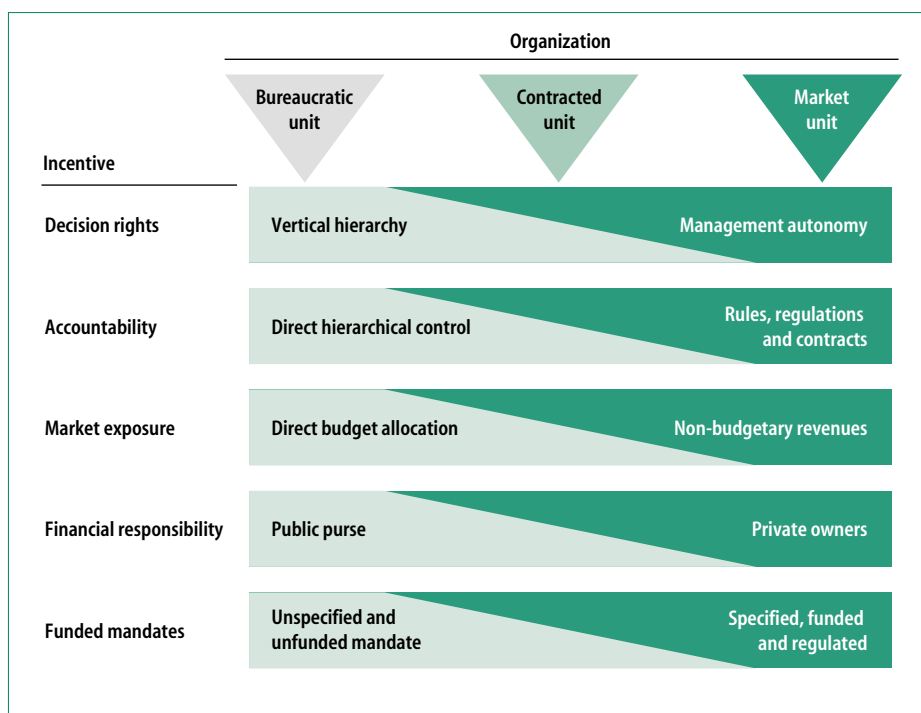 Organization
Bureaucratic
unit
Contracted
unit
Market
unit
Incentive
Decision rights
Vertical hierarchy
Management autonomy
Accountability
Direct hierarchical control
Rules, regulations
and contracts
Market exposure
Direct budget allocation
Non-budgetary revenues
Financial responsibility
Public purse
Private owners
Funded mandates
Unspecified and
unfunded mandate
Specified, funded
and regulated